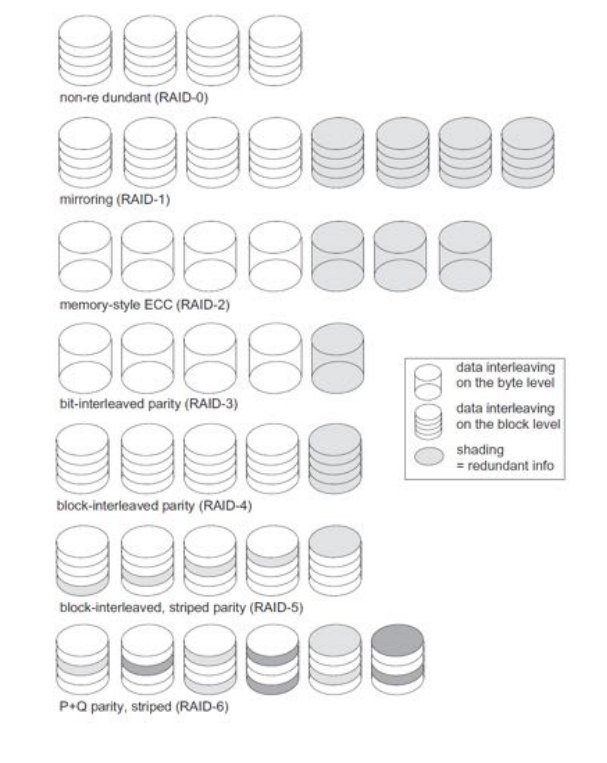 non-re dundant (RAID-0)
mirroring (RAID-1)
memory-style ECC (RAID-2)
bit-interleaved parity (RAID-3)
data interleaving
on the byte level
data interleaving
on the block level
shading
= redundant info
block-interleaved parity (RAID-4)
block-interleaved, striped parity (RAID-5)
P+Q parity, striped (RAID-6)